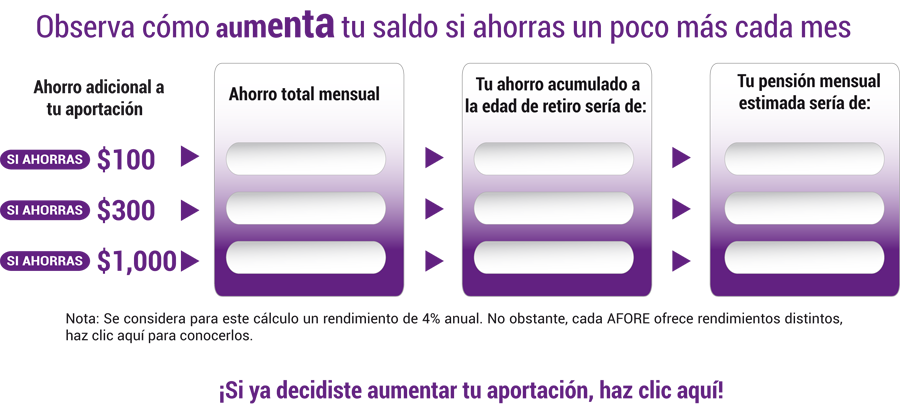 Observa cómo aumenta tu saldo si ahorras un poco más cada mes
Ahorro adicional a
tu aportación
Ahorro total mensual
Tu ahorro acumulado a
la edad de retiro sería de:
Tu pensión mensual
estimada sería de:
SI AHORRAS $100
SI AHORRAS $300
SI AHORRAS $1,000
Nota: Se considera para este cálculo un rendimiento de 4% anual. No obstante, cada AFORE ofrece rendimientos distintos,
haz clic aquí para conocerlos.
¡Si ya decidiste aumentar tu aportación, haz clic aquí!